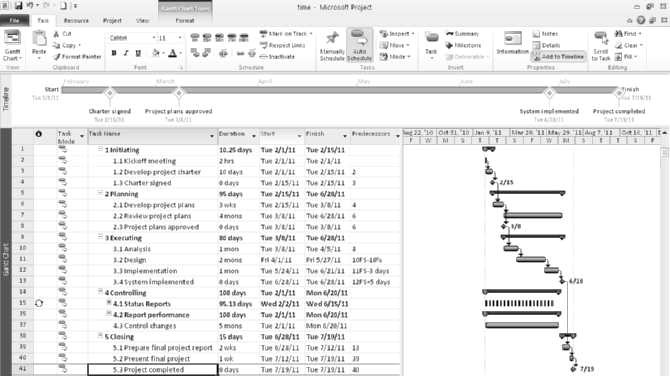 time - Microsoft Project
Gantt Chart Tools
File Task Resource Project View Format
Gantt Chart
Paste
Cut
Copy
Format Painter
Calibri 11
B I U A
Mark on Track
Respect Links
Inactivate
Manually Schedule
Auto Schedule
Inspect
Move
Mode
Task
Summary
Milestone
Deliverable
Information
Notes
Details
Add to Timeline
Scroll to Task
Find
Clear
Fill
View Clipboard Font Schedule Tasks Insert Properties Editing
Timeline
February March April May June July
Start
Tue 2/1/11
Charter signed
Tue 2/15/11
Project plans approved
Tue 3/8/11
System implemented
Tue 6/28/11
Project completed
Tue 7/19/11
Finish
Tue 7/19/11
Gantt Chart
Task Mode Task Name Duration Start Finish Predecessors
Aug 22, '10 Oct 31, '10 Jan 9, '11 Mar 20, '11 May 29, '11 Aug 7, '11 Oct 16, '11
1 1 Initiating 10.25 days Tue 2/1/11 Tue 2/15/11
2 1.1 Kickoff meeting 2 hrs Tue 2/1/11 Tue 2/1/11
3 1.2 Develop project charter 10 days Tue 2/1/11 Tue 2/15/11 2
4 1.3 Charter signed 0 days Tue 2/15/11 Tue 2/15/11 3 2/15
5 2 Planning 95 days Tue 2/15/11 Tue 6/28/11
6 2.1 Develop project plans 3 wks Tue 2/15/11 Tue 3/8/11 4
7 2.2 Review project plans 4 mons Tue 3/8/11 Tue 6/28/11 6
8 2.3 Project plans approved 0 days Tue 3/8/11 Tue 3/8/11 6 3/8
9 3 Executing 80 days Tue 3/8/11 Tue 6/28/11
10 3.1 Analysis 1 mon Tue 3/8/11 Tue 4/5/11 8
11 3.2 Design 2 mons Fri 4/1/11 Fri 5/27/11 10FS-10%
12 3.3 Implementation 1 mon Tue 5/24/11 Tue 6/21/11 11FS-3 days
13 3.4 System implemented 0 days Tue 6/28/11 Tue 6/28/11 12FS+5 days 6/28
14 4 Controlling 100 days Tue 2/1/11 Mon 6/20/11
15 4.1 Status Reports 95.13 days Wed 2/2/11 Wed 6/15/11
35 4.2 Report performance 100 days Tue 2/1/11 Mon 6/20/11
37 4.3 Control changes 5 mons Tue 2/1/11 Mon 6/20/11
38 5 Closing 15 days Tue 6/28/11 Tue 7/19/11
39 5.1 Prepare final project report 2 wks Tue 6/28/11 Tue 7/12/11 13
40 5.2 Present final project 1 wk Tue 7/12/11 Tue 7/19/11 39
41 5.3 Project completed 0 days Tue 7/19/11 Tue 7/19/11 40 7/19